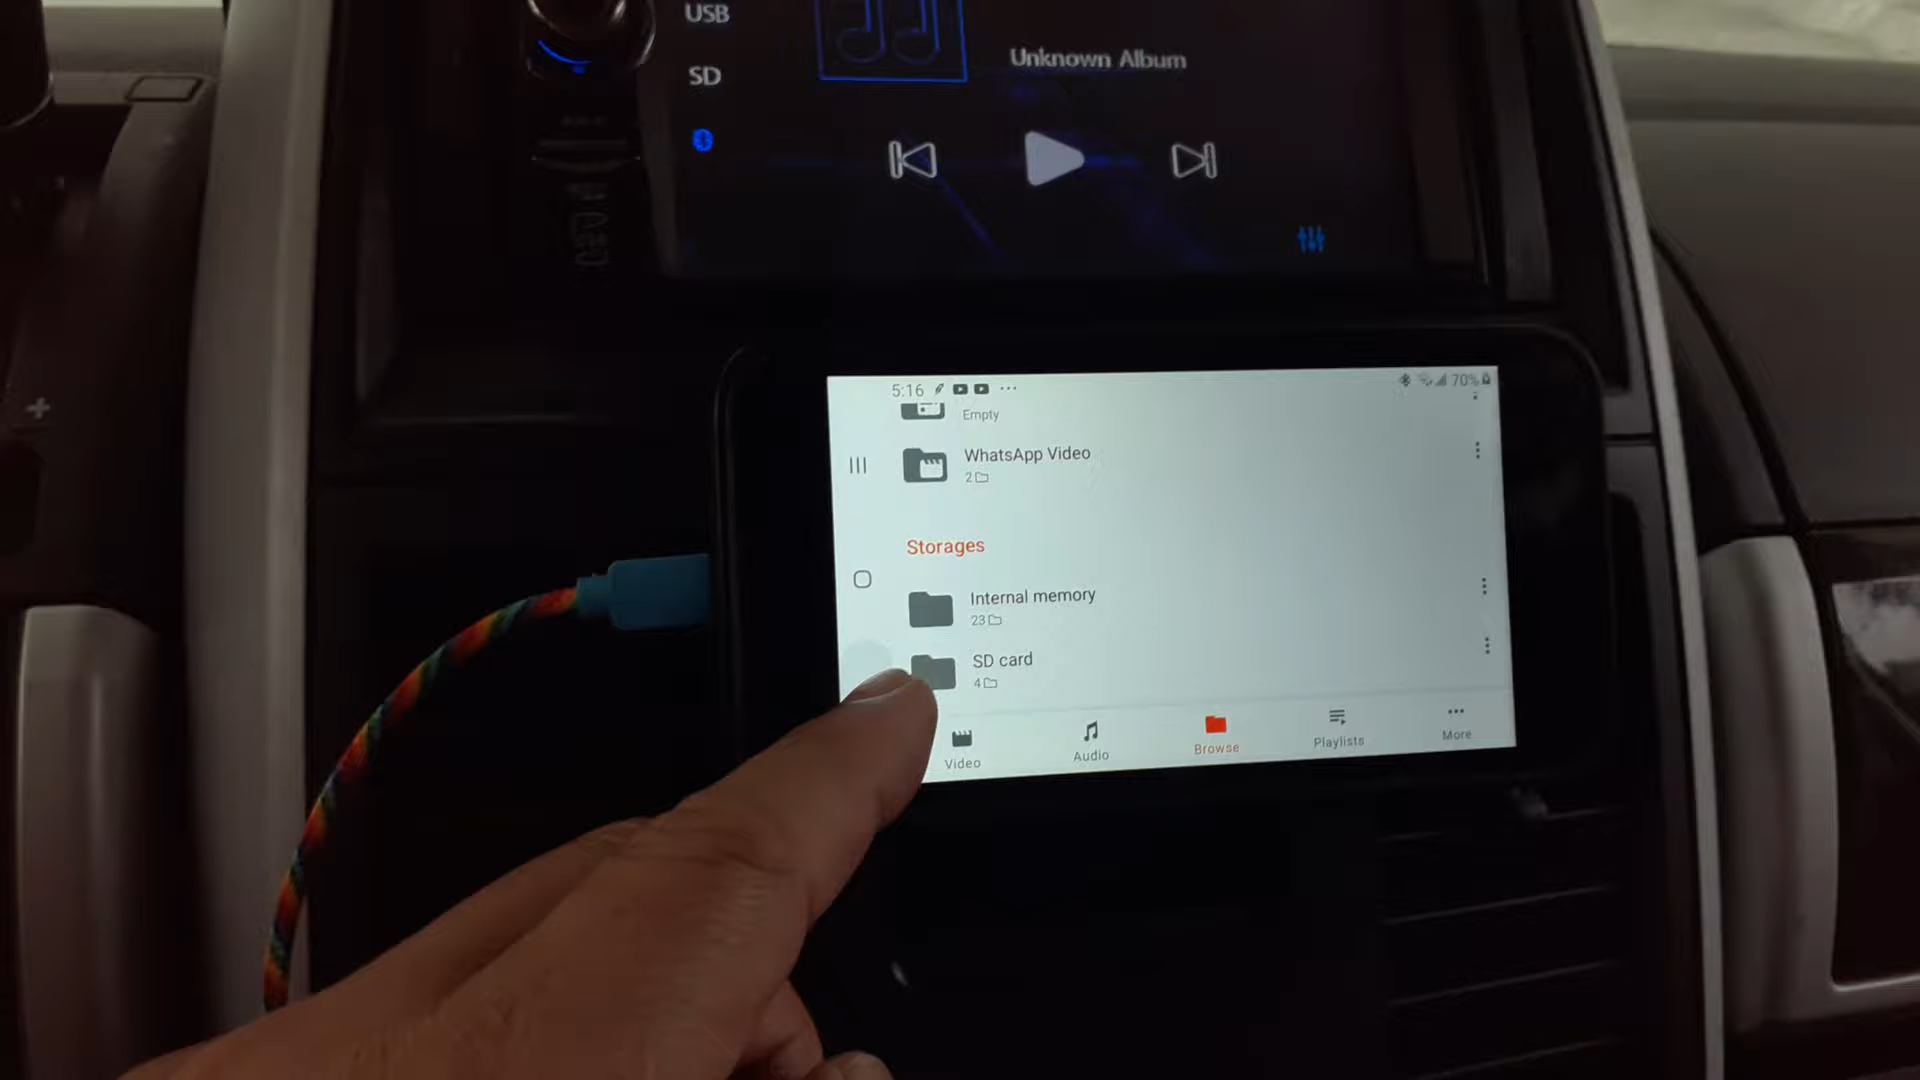 USB
SD
Unknown Album
5:16
70%
Empty
WhatsApp Video
2
Storages
Internal memory
23
SD card
4
Video
Audio
Browse
Playlists
More